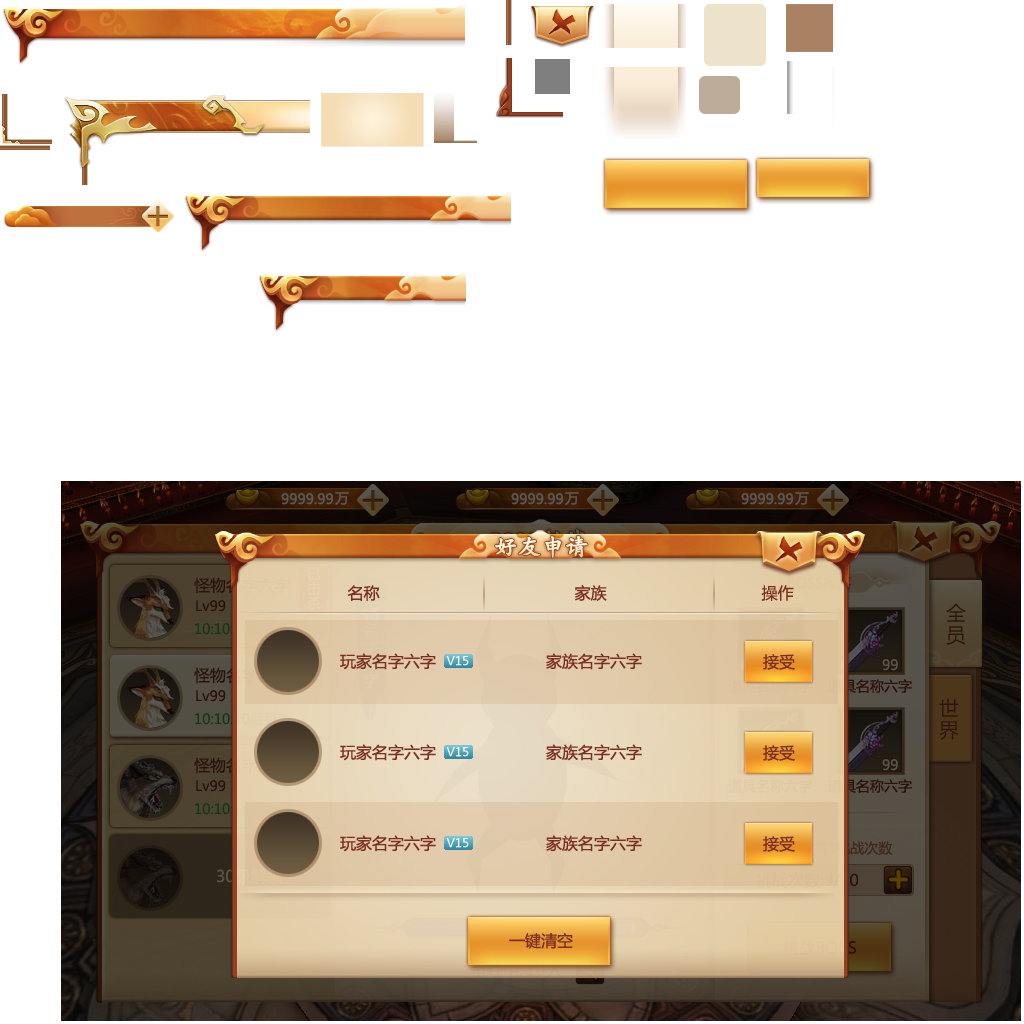 9999.99万 9999.99万 9999.99万
好友申请
名称 家族 操作
怪物名
Lv99
10:10
玩家名字六字 V15 家族名字六字 接受
99
具名称六字
全员
怪物名
Lv99
10:10
玩家名字六字 V15 家族名字六字 接受
99
具名称六字
世界
怪物名
Lv99
10:10
玩家名字六字 V15 家族名字六字 接受
战次数
30
0
一键清空
S